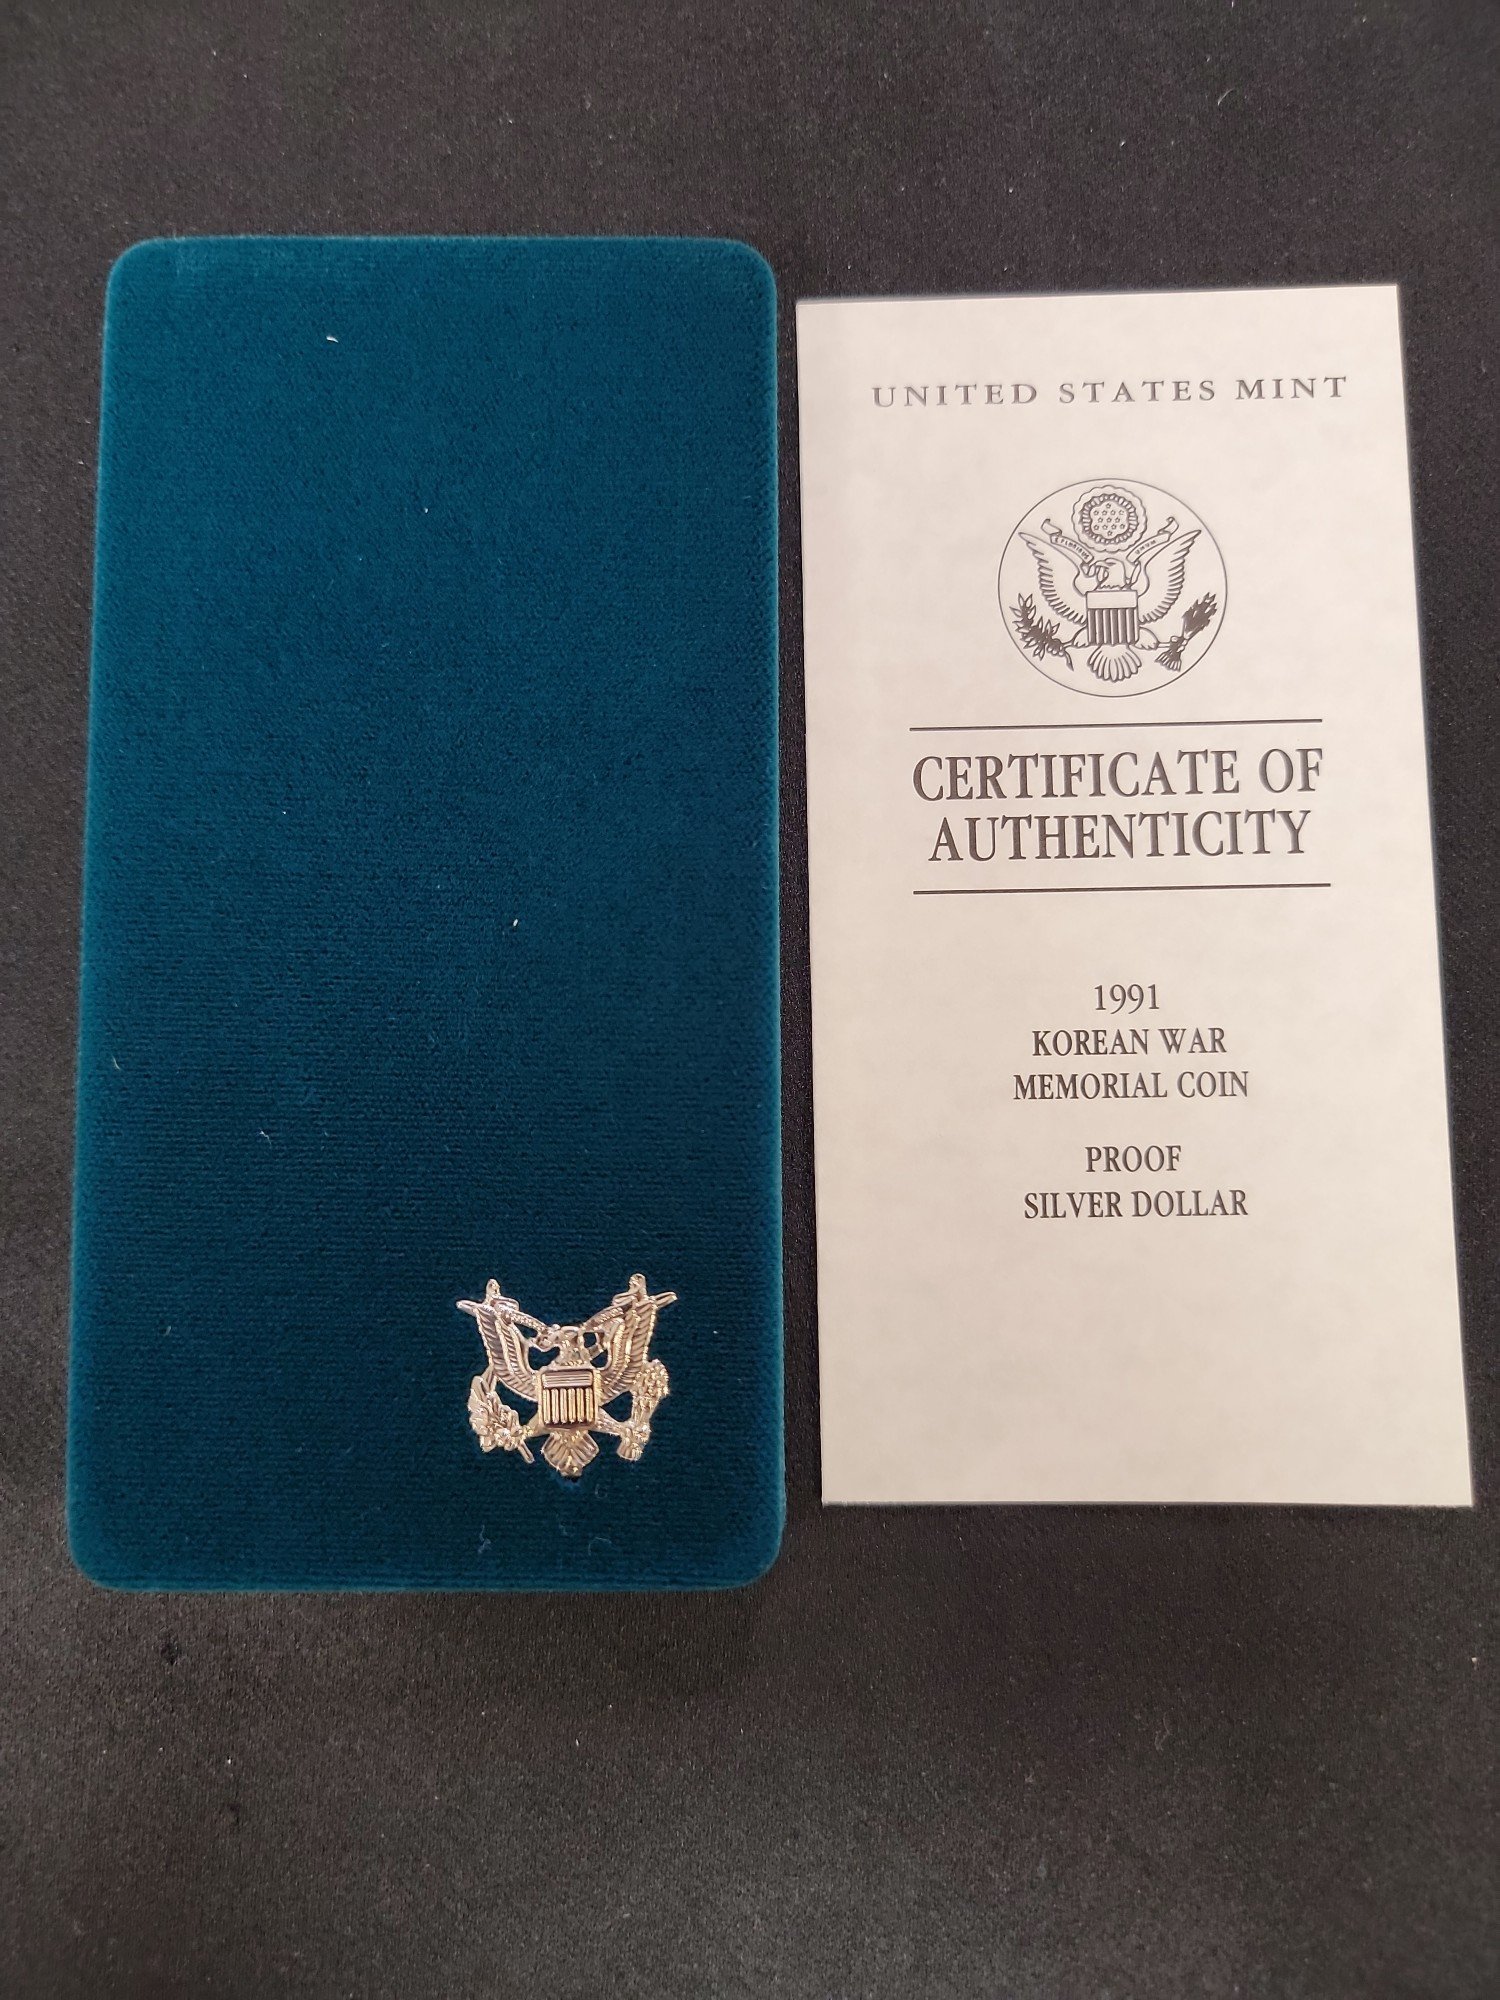 UNITED STATES MINT
CERTIFICATE OF
AUTHENTICITY
1991
KOREAN WAR
MEMORIAL COIN
PROOF
SILVER DOLLAR